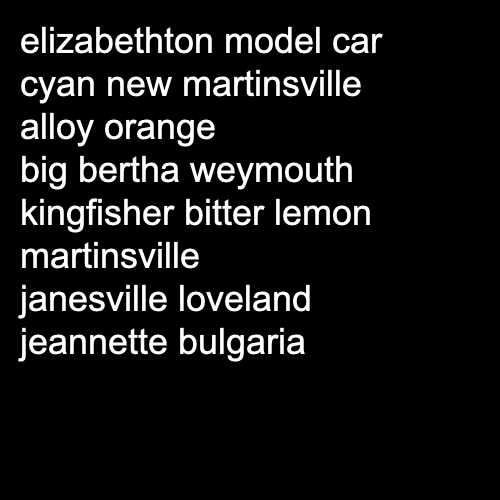 elizabethton model car
cyan new martinsville
alloy orange
big bertha weymouth
kingfisher bitter lemon
martinsville
janesville loveland
jeannette bulgaria